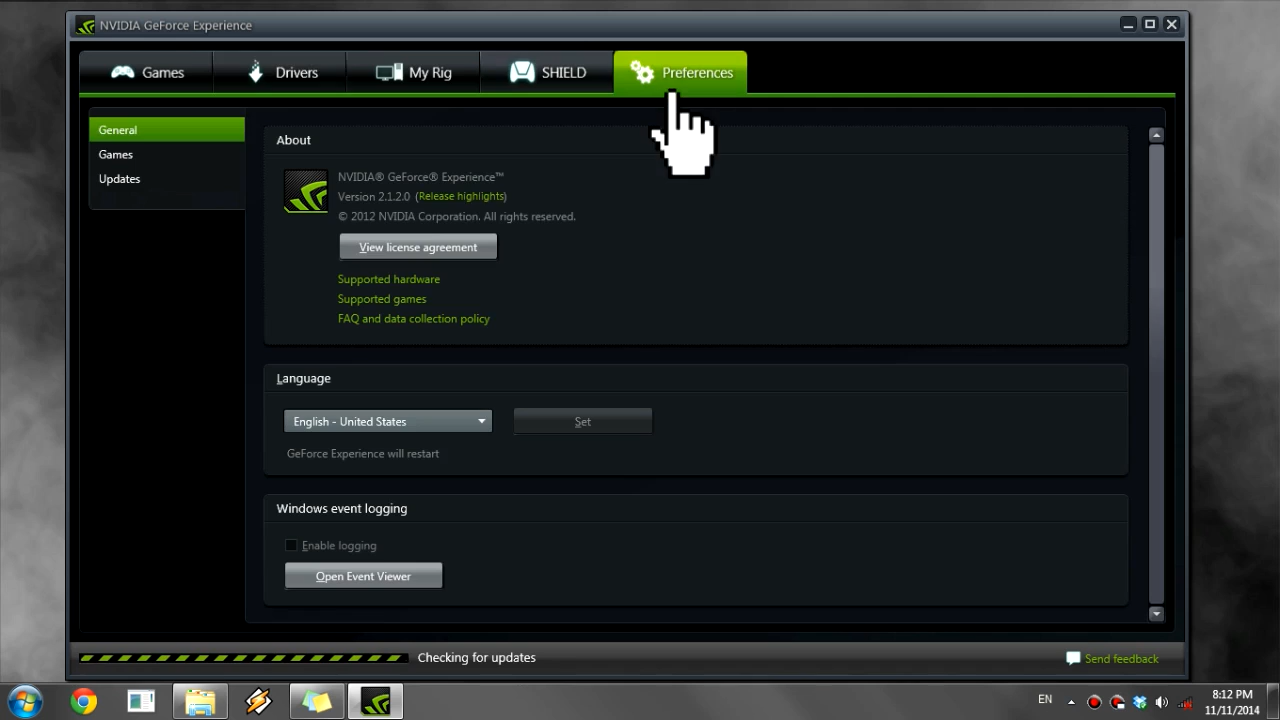 NVIDIA GeForce Experience
Games
Drivers
My Rig
SHIELD
Preferences
General
Games
Updates
About
NVIDIA® GeForce® Experience™
Version 2.1.2.0 (Release highlights)
© 2012 NVIDIA Corporation. All rights reserved.
View license agreement
Supported hardware
Supported games
FAQ and data collection policy
Language
English - United States
Set
GeForce Experience will restart
Windows event logging
Enable logging
Open Event Viewer
Checking for updates
Send feedback
EN
8:12 PM
11/11/2014